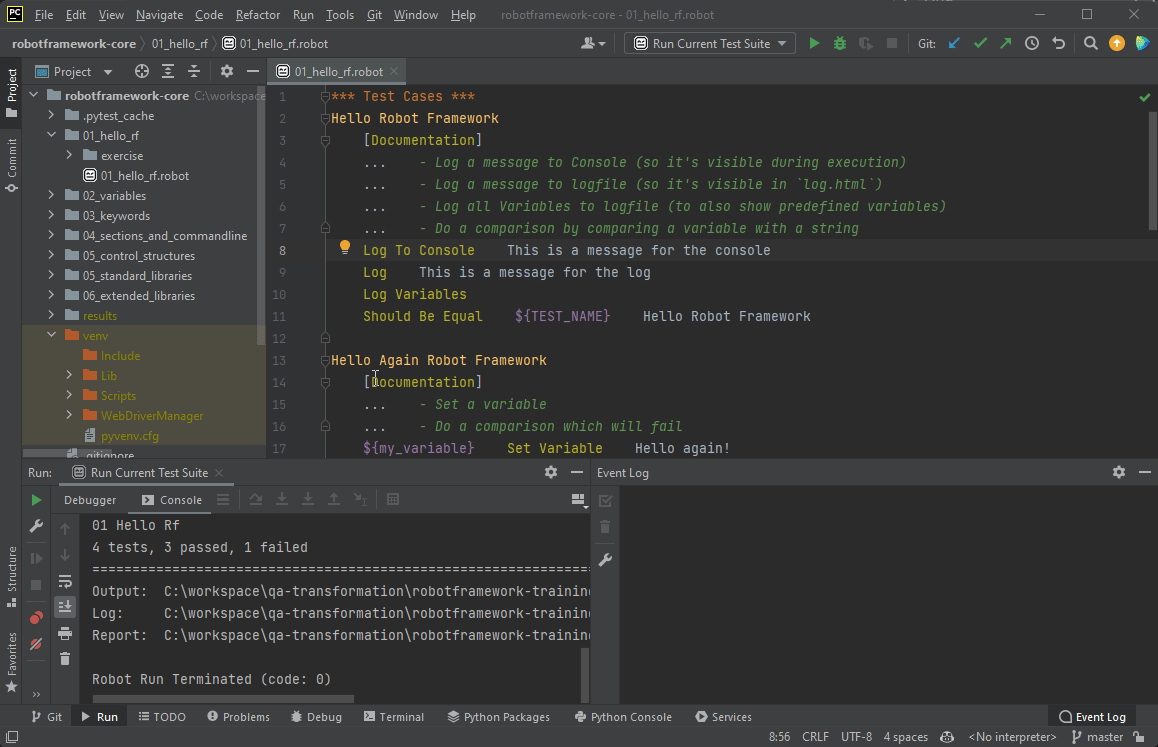 PC File Edit View Navigate Code Refactor Run Tools Git Window Help robotframework-core - 01_hello_rf.robot
robotframework-core 01_hello_rf 01_hello_rf.robot Run Current Test Suite Git:
Project
Commit
Structure
Favorites
Project
robotframework-core C:\workspace
.pytest_cache
01_hello_rf
exercise
01_hello_rf.robot
02_variables
03_keywords
04_sections_and_commandline
05_control_structures
05_standard_libraries
06_extended_libraries
results
venv
Include
Lib
Scripts
WebDriverManager
pyvenv.cfg
.gitignore
01_hello_rf.robot
1 *** Test Cases ***
2 Hello Robot Framework
3 [Documentation]
4 ... - Log a message to Console (so it's visible during execution)
5 ... - Log a message to logfile (so it's visible in `log.html`)
6 ... - Log all Variables to logfile (to also show predefined variables)
7 ... - Do a comparison by comparing a variable with a string
8 Log To Console This is a message for the console
9 Log This is a message for the log
10 Log Variables
11 Should Be Equal ${TEST_NAME} Hello Robot Framework
12
13 Hello Again Robot Framework
14 [Documentation]
15 ... - Set a variable
16 ... - Do a comparison which will fail
17 ${my_variable} Set Variable Hello again!
Run: Run Current Test Suite
Debugger Console
01 Hello Rf
4 tests, 3 passed, 1 failed
==============================================================
Output: C:\workspace\qa-transformation\robotframework-training
Log: C:\workspace\qa-transformation\robotframework-training
Report: C:\workspace\qa-transformation\robotframework-training
Robot Run Terminated (code: 0)
Event Log
Git Run TODO Problems Debug Terminal Python Packages Python Console Services Event Log
8:56 CRLF UTF-8 4 spaces <No interpreter> master